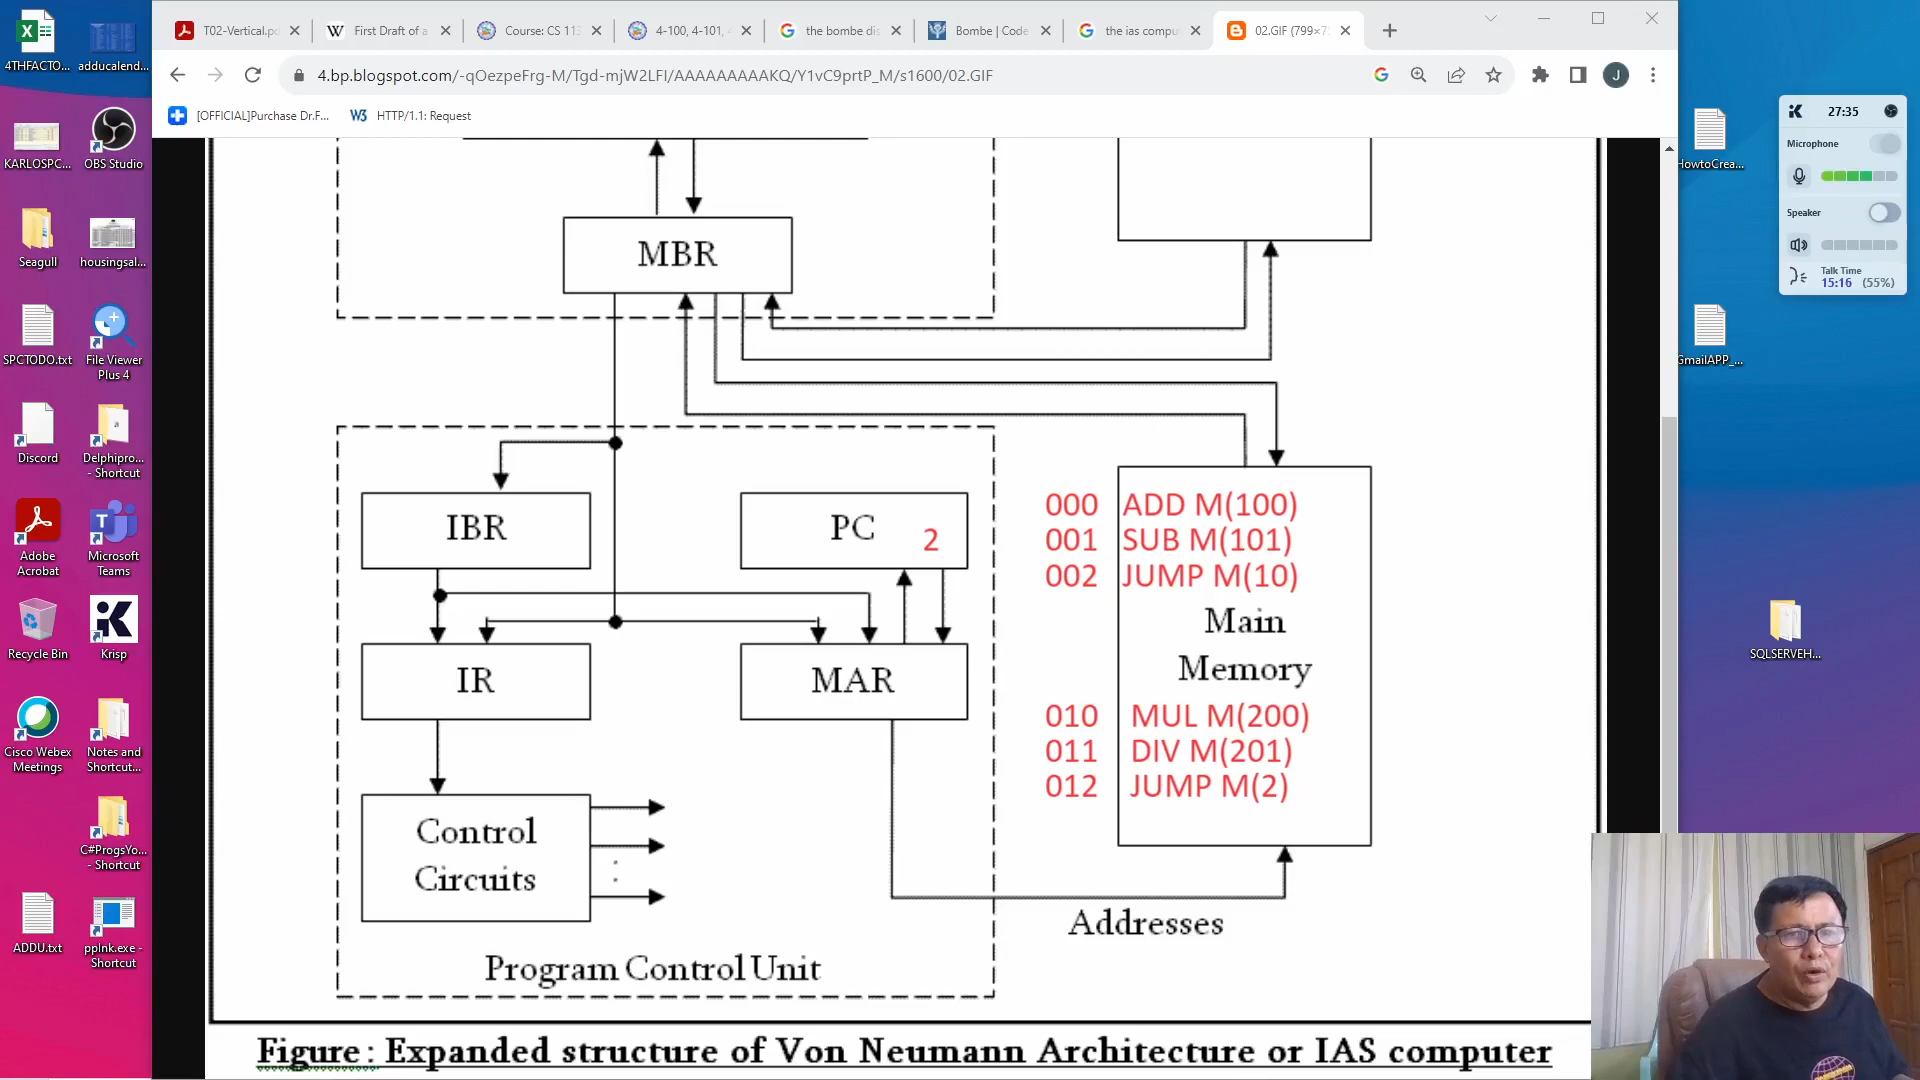 T02-Vertical.p
First Draft of a
Course: CS 113
4-100, 4-101,
the bombe dis
Bombe | Code
the ias compu
02.GIF (799×7
4.bp.blogspot.com/-qOezpeFrg-M/Tgd-mjW2LFI/AAAAAAAAAKQ/Y1vC9prtP_M/s1600/02.GIF
J
[OFFICIAL]Purchase Dr.F...
W3 HTTP/1.1: Request
4THFACTO...
adducalend...
KARLOSPC...
OBS Studio
Seagull
housingsal...
SPCTODO.txt
File Viewer
Plus 4
Discord
Delphipro...
- Shortcut
Adobe
Acrobat
Microsoft
Teams
Recycle Bin
Krisp
Cisco Webex
Meetings
Notes and
Shortcut...
C#ProgsYo...
- Shortcut
ADDU.txt
ppInk.exe -
Shortcut
HowtoCrea...
GmailAPP_...
SQLSERVEH...
27:35
Microphone
Speaker
Talk Time
15:16 (55%)
MBR
IBR
PC 2
IR
MAR
Control
Circuits
Program Control Unit
000 ADD M(100)
001 SUB M(101)
002 JUMP M(10)
Main
Memory
010 MUL M(200)
011 DIV M(201)
012 JUMP M(2)
Addresses
Figure : Expanded structure of Von Neumann Architecture or IAS computer